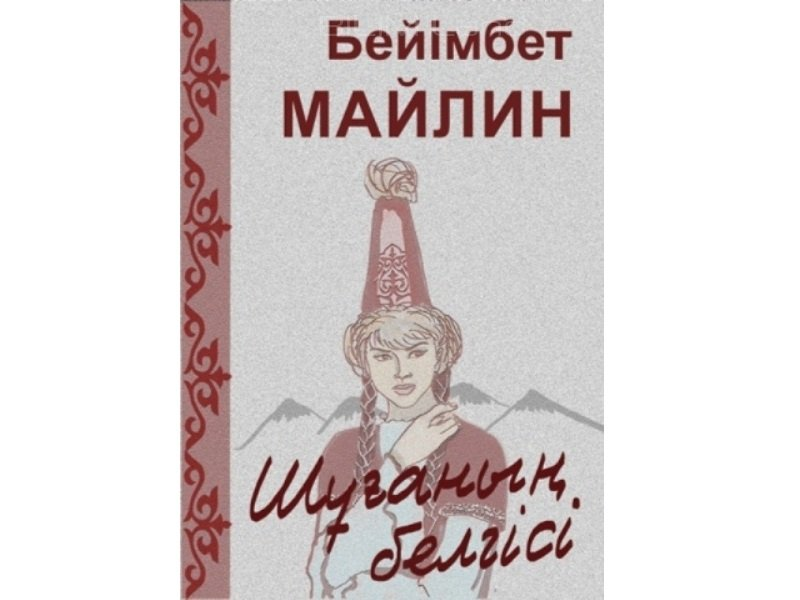 Бейімбет
МАЙЛИН
Шұғаның
белгісі